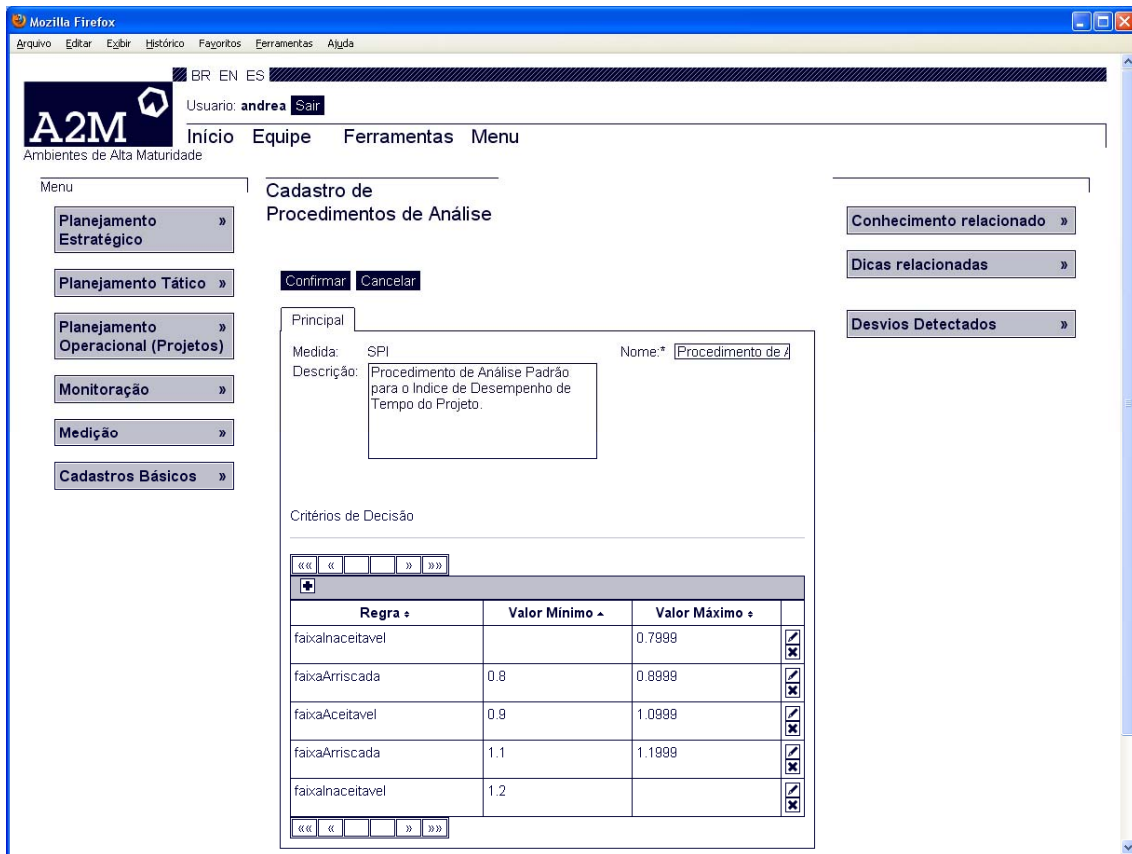 Mozilla Firefox
Arquivo Editar Exibir Histórico Favoritos Ferramentas Ajuda
BR EN ES
Usuario: andrea Sair
A2M
Início Equipe Ferramentas Menu
Ambientes de Alta Maturidade
Menu
Planejamento »
Estratégico
Planejamento Tático »
Planejamento »
Operacional (Projetos)
Monitoração »
Medição »
Cadastros Básicos »
Cadastro de
Procedimentos de Análise
Confirmar Cancelar
Principal
Medida: SPI Nome:* Procedimento de A
Descrição: Procedimento de Análise Padrão
para o Indice de Desempenho de
Tempo do Projeto.
Critérios de Decisão
«« « » »»
Regra Valor Mínimo Valor Máximo
faixaInaceitavel 0.7999
faixaArriscada 0.8 0.8999
faixaAceitavel 0.9 1.0999
faixaArriscada 1.1 1.1999
faixaInaceitavel 1.2
«« « » »»
Conhecimento relacionado »
Dicas relacionadas »
Desvios Detectados »